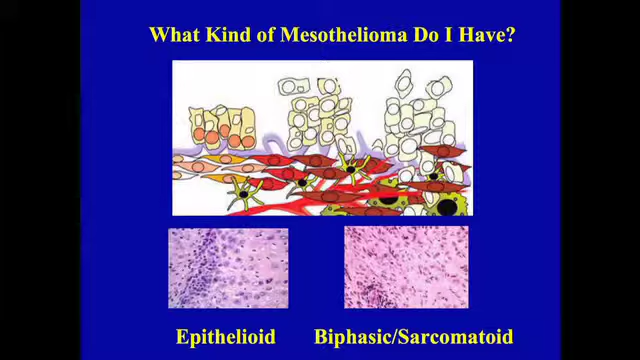 What Kind of Mesothelioma Do I Have?
Epithelioid
Biphasic/Sarcomatoid